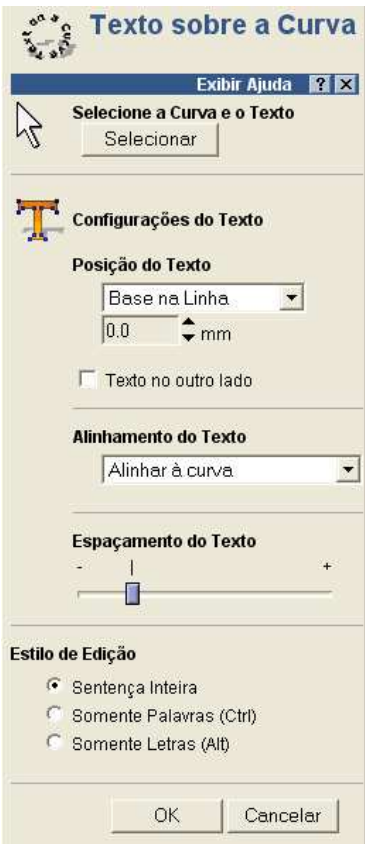 Texto sobre a Curva
Exibir Ajuda ? X
Selecione a Curva e o Texto
Selecionar
Configurações do Texto
Posição do Texto
Base na Linha
0.0 mm
Texto no outro lado
Alinhamento do Texto
Alinhar à curva
Espaçamento do Texto
- | +
Estilo de Edição
Sentença Inteira
Somente Palavras (Ctrl)
Somente Letras (Alt)
OK Cancelar